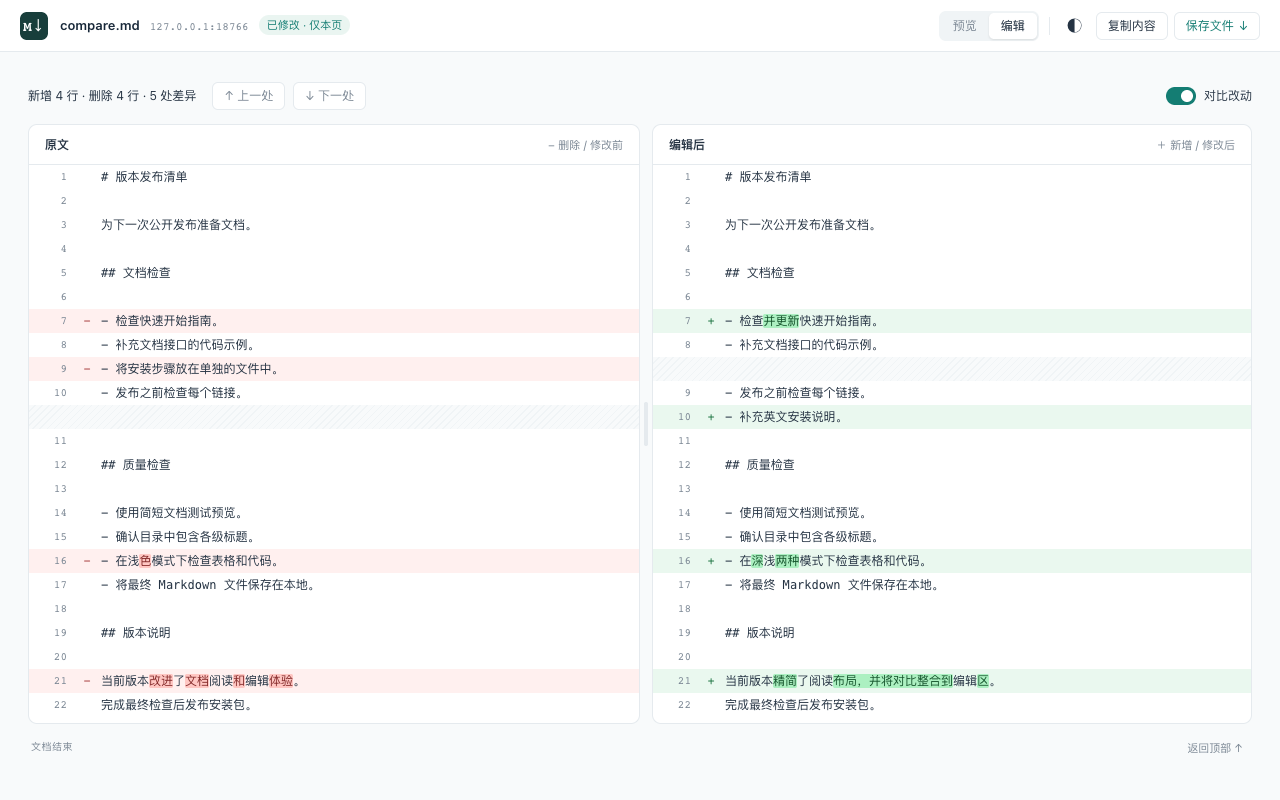 M↓ compare.md 127.0.0.1:18766 已修改 · 仅本页 预览 编辑 复制内容 保存文件 ↓
新增 4 行 · 删除 4 行 · 5 处差异 ↑ 上一处 ↓ 下一处 对比改动
原文 − 删除 / 修改前
1 # 版本发布清单
2
3 为下一次公开发布准备文档。
4
5 ## 文档检查
6
7 − - 检查快速开始指南。
8 - 补充文档接口的代码示例。
9 − - 将安装步骤放在单独的文件中。
10 - 发布之前检查每个链接。
11
12 ## 质量检查
13
14 - 使用简短文档测试预览。
15 - 确认目录中包含各级标题。
16 − - 在浅色模式下检查表格和代码。
17 - 将最终 Markdown 文件保存在本地。
18
19 ## 版本说明
20
21 − 当前版本改进了文档阅读和编辑体验。
22 完成最终检查后发布安装包。
编辑后 + 新增 / 修改后
1 # 版本发布清单
2
3 为下一次公开发布准备文档。
4
5 ## 文档检查
6
7 + - 检查并更新快速开始指南。
8 - 补充文档接口的代码示例。
9 - 发布之前检查每个链接。
10 + - 补充英文安装说明。
11
12 ## 质量检查
13
14 - 使用简短文档测试预览。
15 - 确认目录中包含各级标题。
16 + - 在深浅两种模式下检查表格和代码。
17 - 将最终 Markdown 文件保存在本地。
18
19 ## 版本说明
20
21 + 当前版本精简了阅读布局，并将对比整合到编辑区。
22 完成最终检查后发布安装包。
文档结束 返回顶部 ↑